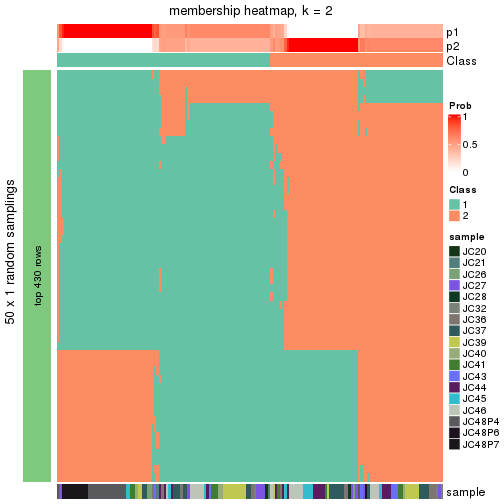 membership heatmap, k = 2
p1
p2
Class
50 x 1 random samplings
top 430 rows
sample
Prob
1
0.5
0
Class
1
2
sample
JC20
JC21
JC26
JC27
JC28
JC32
JC36
JC37
JC39
JC40
JC41
JC43
JC44
JC45
JC46
JC48P4
JC48P6
JC48P7